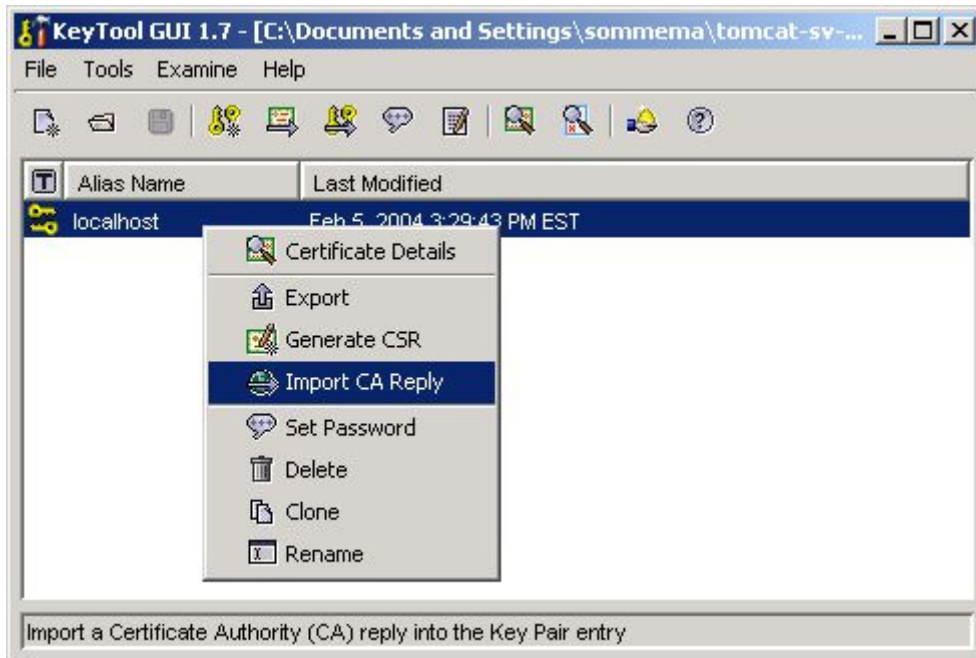 KeyTool GUI 1.7 - [C:\Documents and Settings\sommema\tomcat-sv-...
File Tools Examine Help
T Alias Name Last Modified
localhost Feb 5, 2004 3:29:43 PM EST
Certificate Details
Export
Generate CSR
Import CA Reply
Set Password
Delete
Clone
Rename
Import a Certificate Authority (CA) reply into the Key Pair entry